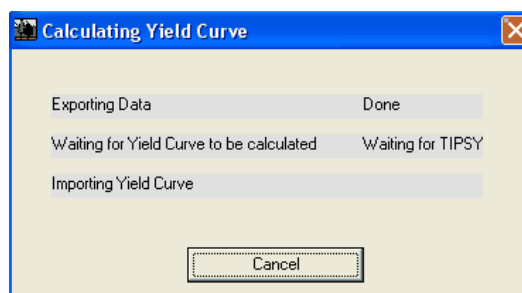 Calculating Yield Curve
Exporting Data Done
Waiting for Yield Curve to be calculated Waiting for TIPSY
Importing Yield Curve
Cancel